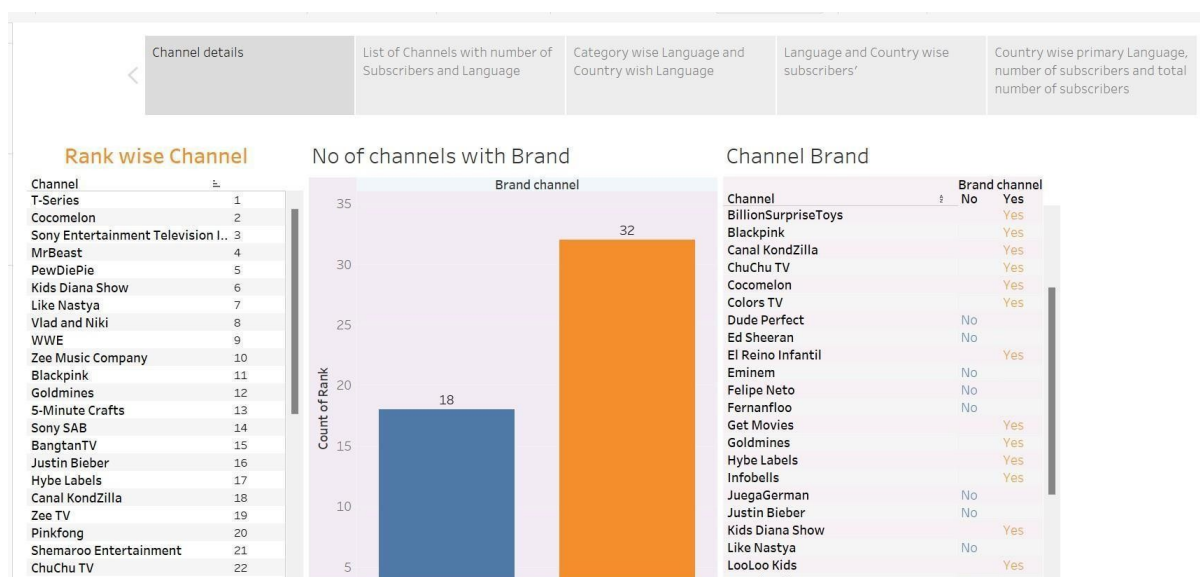 Channel details
List of Channels with number of
Subscribers and Language
Category wise Language and
Country wish Language
Language and Country wise
subscribers'
Country wise primary Language,
number of subscribers and total
number of subscribers
Rank wise Channel
Channel
T-Series 1
Cocomelon 2
Sony Entertainment Television I.. 3
MrBeast 4
PewDiePie 5
Kids Diana Show 6
Like Nastya 7
Vlad and Niki 8
WWE 9
Zee Music Company 10
Blackpink 11
Goldmines 12
5-Minute Crafts 13
Sony SAB 14
BangtanTV 15
Justin Bieber 16
Hybe Labels 17
Canal KondZilla 18
Zee TV 19
Pinkfong 20
Shemaroo Entertainment 21
ChuChu TV 22
No of channels with Brand
Brand channel
35
30
25
20
15
10
5
Count of Rank
18
32
Channel Brand
Brand channel
Channel No Yes
BillionSurpriseToys Yes
Blackpink Yes
Canal KondZilla Yes
ChuChu TV Yes
Cocomelon Yes
Colors TV Yes
Dude Perfect No
Ed Sheeran No
El Reino Infantil Yes
Eminem No
Felipe Neto No
Fernanfloo No
Get Movies Yes
Goldmines Yes
Hybe Labels Yes
Infobells Yes
JuegaGerman No
Justin Bieber No
Kids Diana Show Yes
Like Nastya No
LooLoo Kids Yes